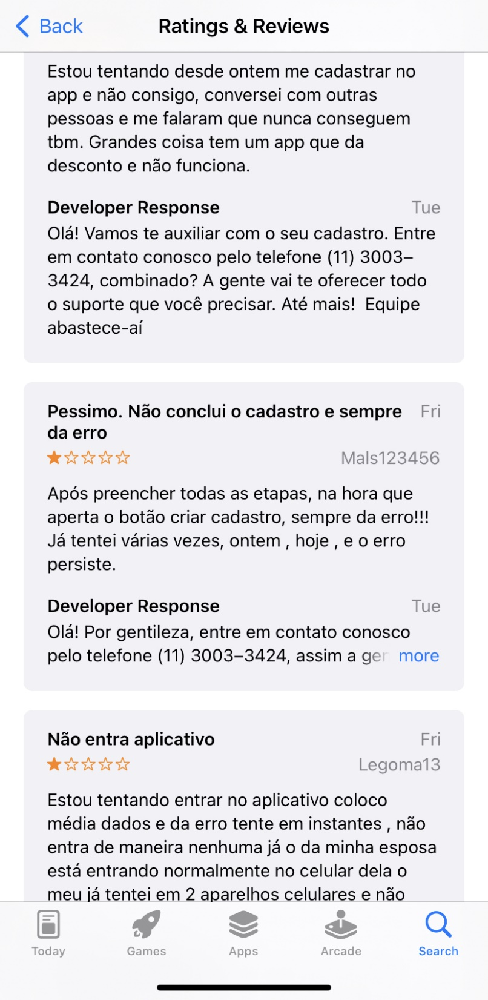 Back
Ratings & Reviews
Estou tentando desde ontem me cadastrar no
app e não consigo, conversei com outras
pessoas e me falaram que nunca conseguem
tbm. Grandes coisa tem um app que da
desconto e não funciona.
Developer Response
Tue
Olá! Vamos te auxiliar com o seu cadastro. Entre
em contato conosco pelo telefone (11) 3003–
3424, combinado? A gente vai te oferecer todo
o suporte que você precisar. Até mais!  Equipe
abastece-aí
Pessimo. Não conclui o cadastro e sempre
da erro
Fri
Mals123456
Após preencher todas as etapas, na hora que
aperta o botão criar cadastro, sempre da erro!!!
Já tentei várias vezes, ontem , hoje , e o erro
persiste.
Developer Response
Tue
Olá! Por gentileza, entre em contato conosco
pelo telefone (11) 3003–3424, assim a
more
Não entra aplicativo
Fri
Legoma13
Estou tentando entrar no aplicativo coloco
média dados e da erro tente em instantes , não
entra de maneira nenhuma já o da minha esposa
está entrando normalmente no celular dela o
meu já tentei em 2 aparelhos celulares e não
Today
Games
Apps
Arcade
Search